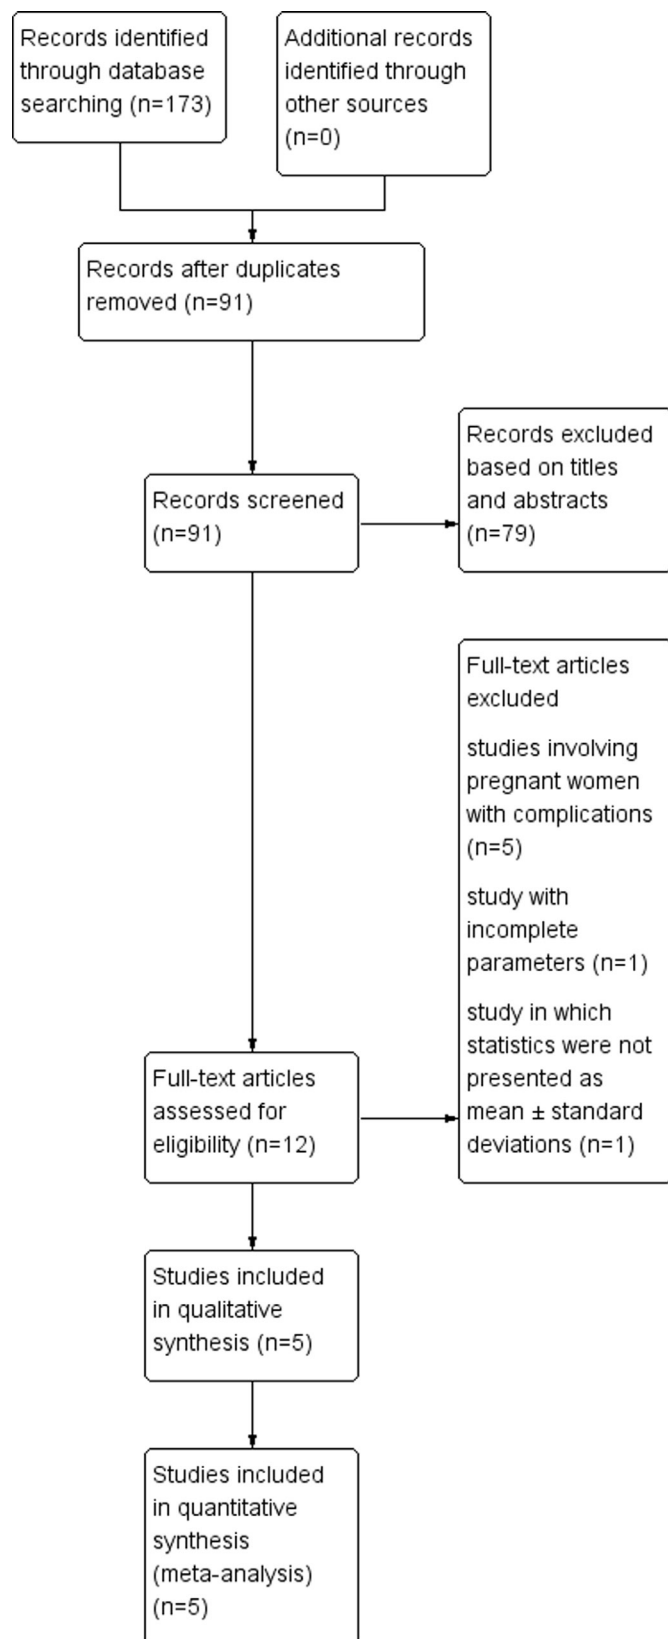 Records identified
through database
searching (n=173)
Additional records
identified through
other sources
(n=0)
Records after duplicates
removed (n=91)
Records screened
(n=91)
Records excluded
based on titles
and abstracts
(n=79)
Full-text articles
excluded
studies involving
pregnant women
with complications
(n=5)
study with
incomplete
parameters (n=1)
study in which
statistics were not
presented as
mean ± standard
deviations (n=1)
Full-text articles
assessed for
eligibility (n=12)
Studies included
in qualitative
synthesis (n=5)
Studies included
in quantitative
synthesis
(meta-analysis)
(n=5)